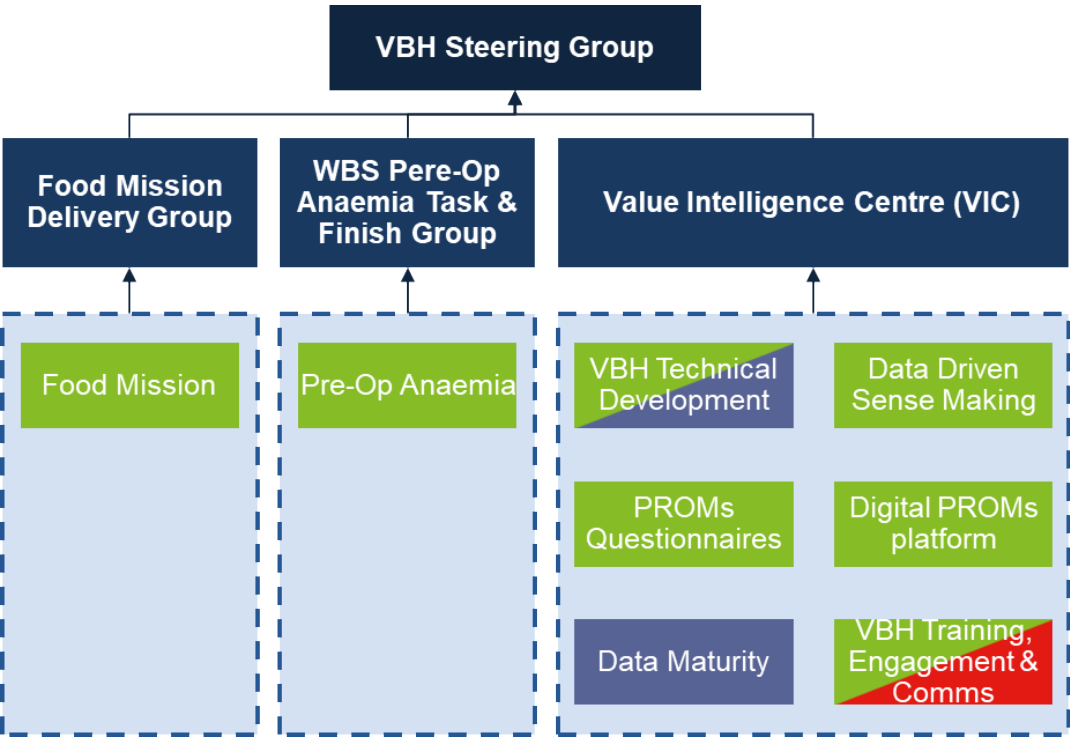 VBH Steering Group
Food Mission
Delivery Group
WBS Pere-Op
Anaemia Task &
Finish Group
Value Intelligence Centre (VIC)
Food Mission
Pre-Op Anaemia
VBH Technical
Development
Data Driven
Sense Making
PROMs
Questionnaires
Digital PROMs
platform
Data Maturity
VBH Training,
Engagement &
Comms